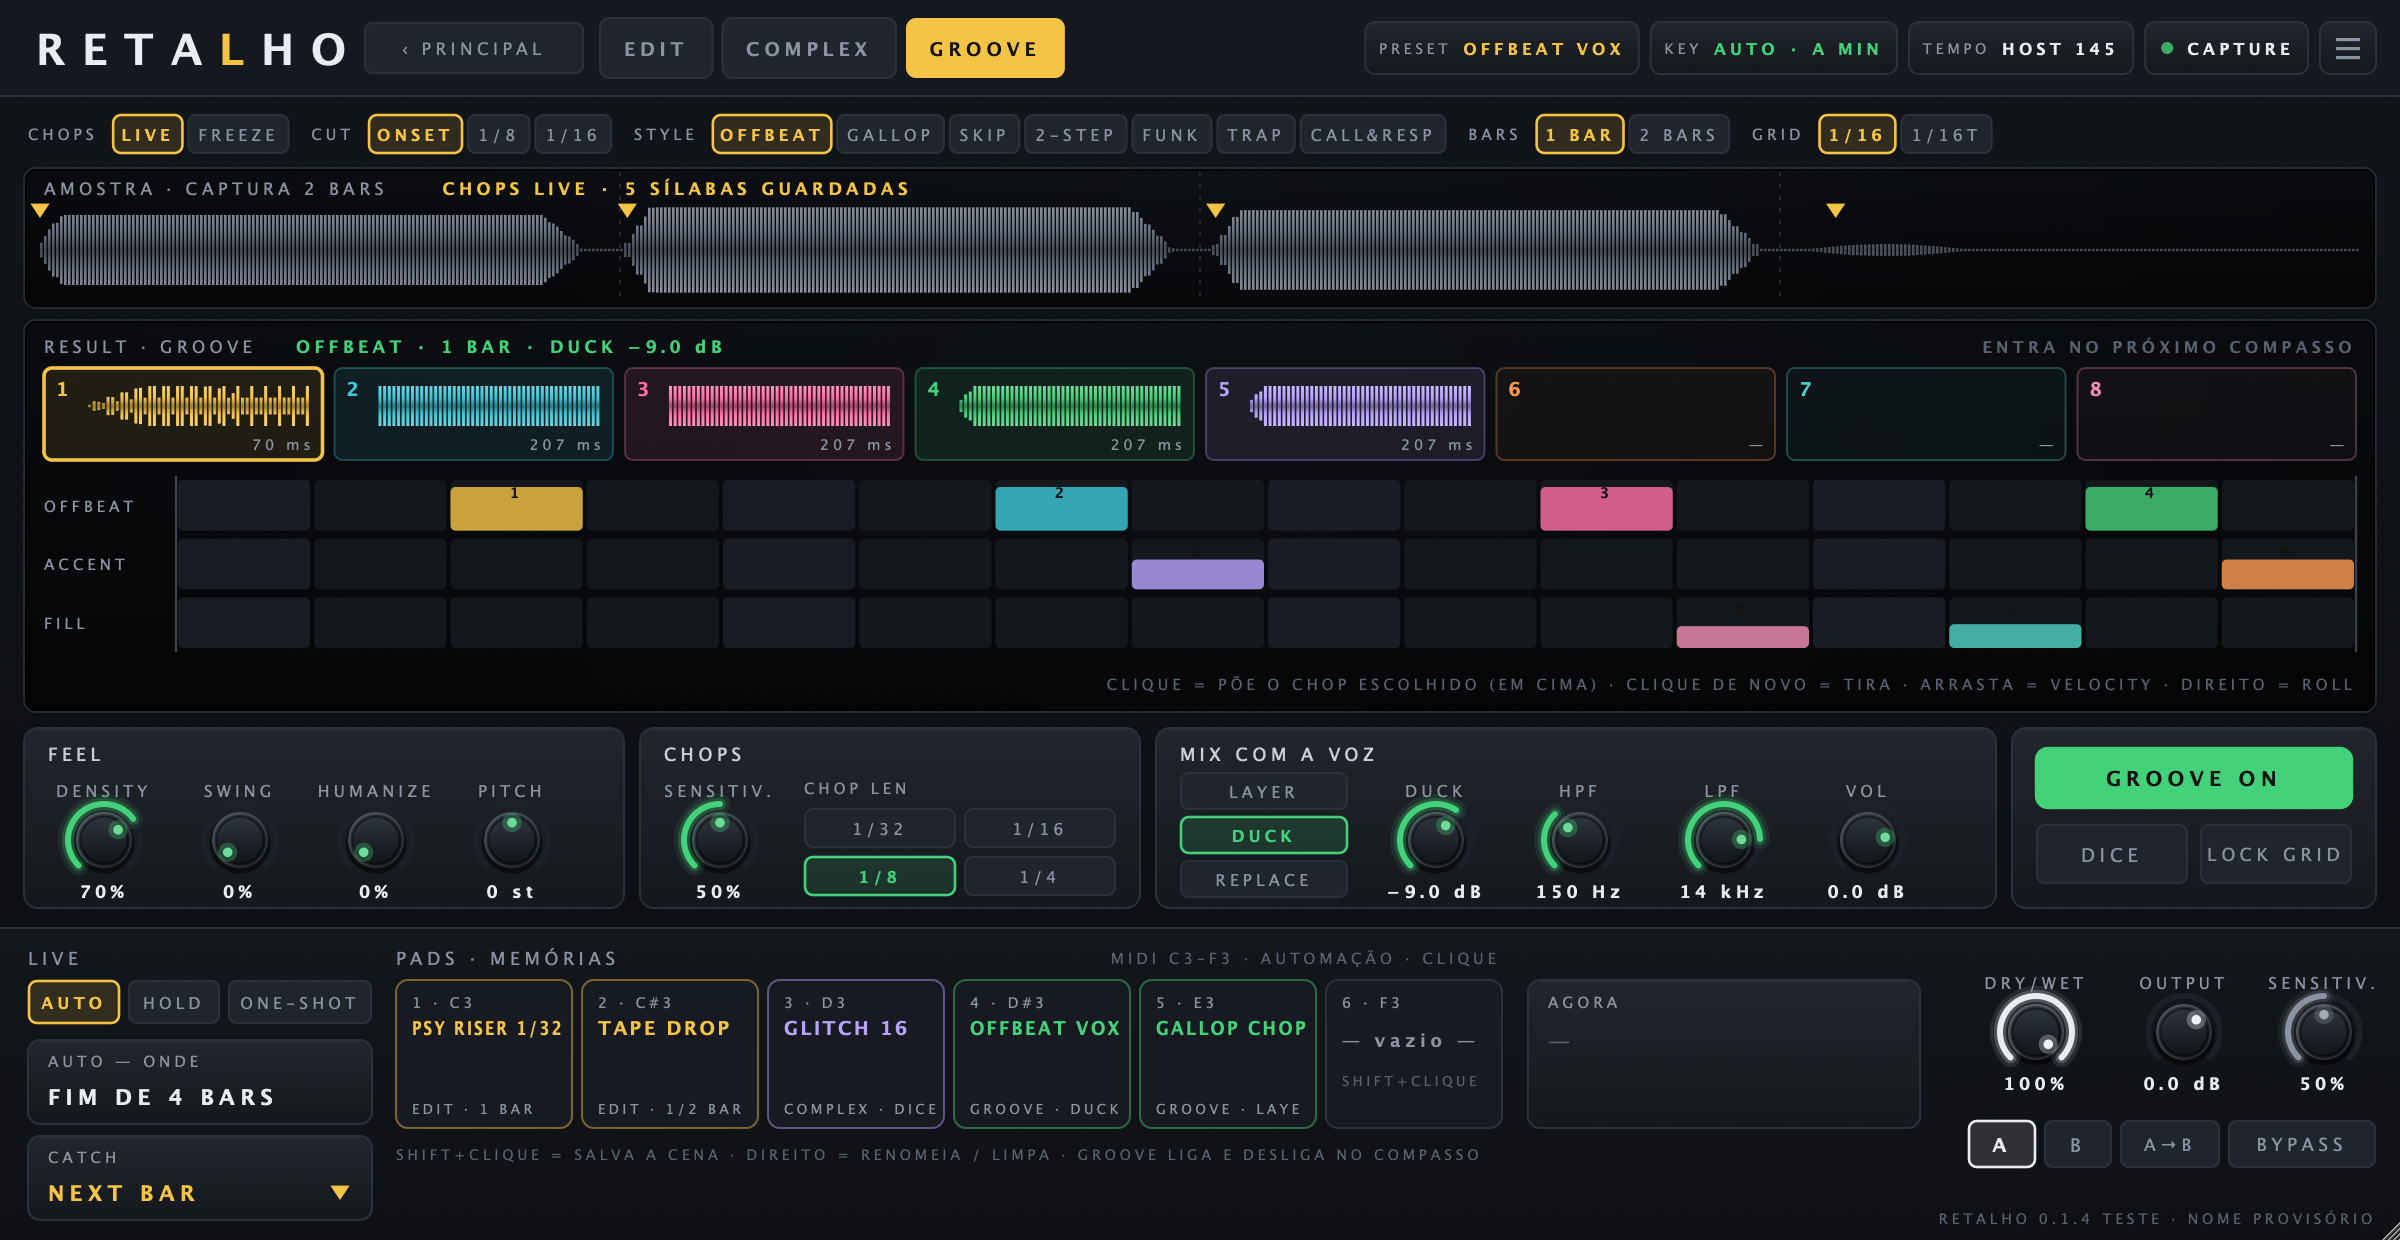 RETALHO ‹ PRINCIPAL EDIT COMPLEX GROOVE PRESET OFFBEAT VOX KEY AUTO · A MIN TEMPO HOST 145 CAPTURE
CHOPS LIVE FREEZE CUT ONSET 1/8 1/16 STYLE OFFBEAT GALLOP SKIP 2-STEP FUNK TRAP CALL&RESP BARS 1 BAR 2 BARS GRID 1/16 1/16T
AMOSTRA · CAPTURA 2 BARS CHOPS LIVE · 5 SÍLABAS GUARDADAS
RESULT · GROOVE OFFBEAT · 1 BAR · DUCK −9.0 dB ENTRA NO PRÓXIMO COMPASSO
1 2 3 4 5 6 7 8
70 ms 207 ms 207 ms 207 ms 207 ms — — —
OFFBEAT 1 2 3 4
ACCENT 5 6
FILL 8 7
CLIQUE = PÕE O CHOP ESCOLHIDO (EM CIMA) · CLIQUE DE NOVO = TIRA · ARRASTA = VELOCITY · DIREITO = ROLL
FEEL
DENSITY SWING HUMANIZE PITCH
70% 0% 0% 0 st
CHOPS
SENSITIV. CHOP LEN
1/32 1/16
1/8 1/4
50%
MIX COM A VOZ
LAYER
DUCK
REPLACE
DUCK HPF LPF VOL
−9.0 dB 150 Hz 14 kHz 0.0 dB
GROOVE ON
DICE LOCK GRID
LIVE
AUTO HOLD ONE-SHOT
AUTO — ONDE
FIM DE 4 BARS
CATCH
NEXT BAR
PADS · MEMÓRIAS MIDI C3–F3 · AUTOMAÇÃO · CLIQUE
1 · C3
PSY RISER 1/32
EDIT · 1 BAR
2 · C#3
TAPE DROP
EDIT · 1/2 BAR
3 · D3
GLITCH 16
COMPLEX · DICE
4 · D#3
OFFBEAT VOX
GROOVE · DUCK
5 · E3
GALLOP CHOP
GROOVE · LAYE
6 · F3
— vazio —
SHIFT+CLIQUE
AGORA
—
SHIFT+CLIQUE = SALVA A CENA · DIREITO = RENOMEIA / LIMPA · GROOVE LIGA E DESLIGA NO COMPASSO
DRY/WET OUTPUT SENSITIV.
100% 0.0 dB 50%
A B A→B BYPASS
RETALHO 0.1.4 TESTE · NOME PROVISÓRIO